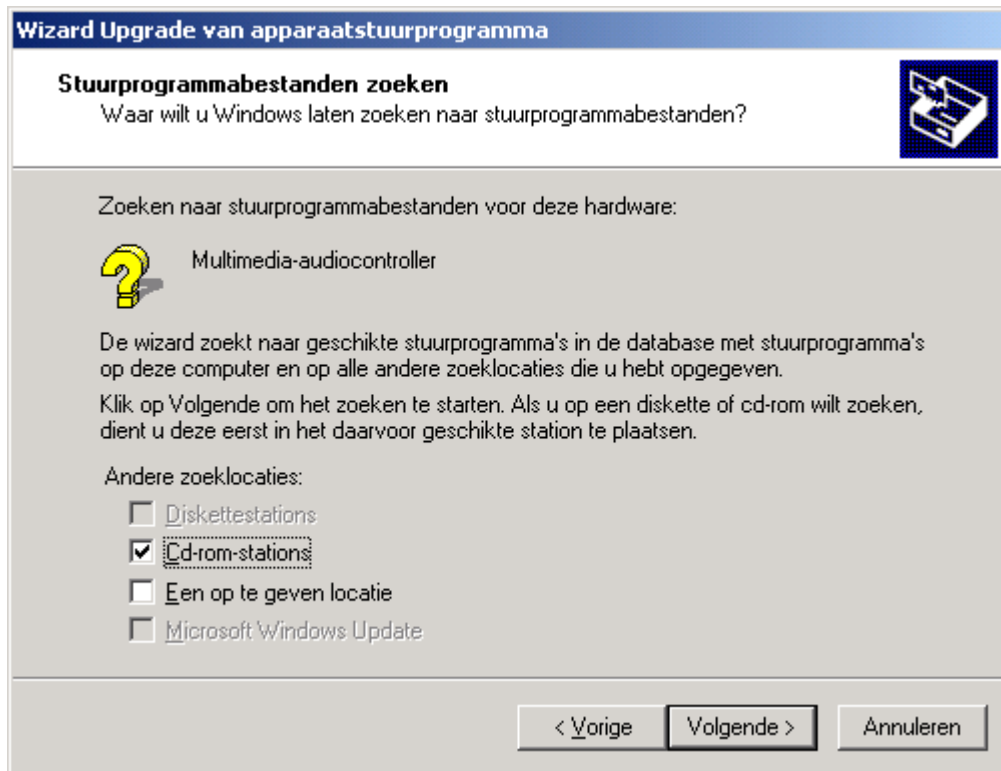 Wizard Upgrade van apparaatstuurprogramma
Stuurprogrammabestanden zoeken
Waar wilt u Windows laten zoeken naar stuurprogrammabestanden?
Zoeken naar stuurprogrammabestanden voor deze hardware:
Multimedia-audiocontroller
De wizard zoekt naar geschikte stuurprogramma's in de database met stuurprogramma's
op deze computer en op alle andere zoeklocaties die u hebt opgegeven.
Klik op Volgende om het zoeken te starten. Als u op een diskette of cd-rom wilt zoeken,
dient u deze eerst in het daarvoor geschikte station te plaatsen.
Andere zoeklocaties:
Diskettestations
Cd-rom-stations
Een op te geven locatie
Microsoft Windows Update
< Vorige
Volgende >
Annuleren